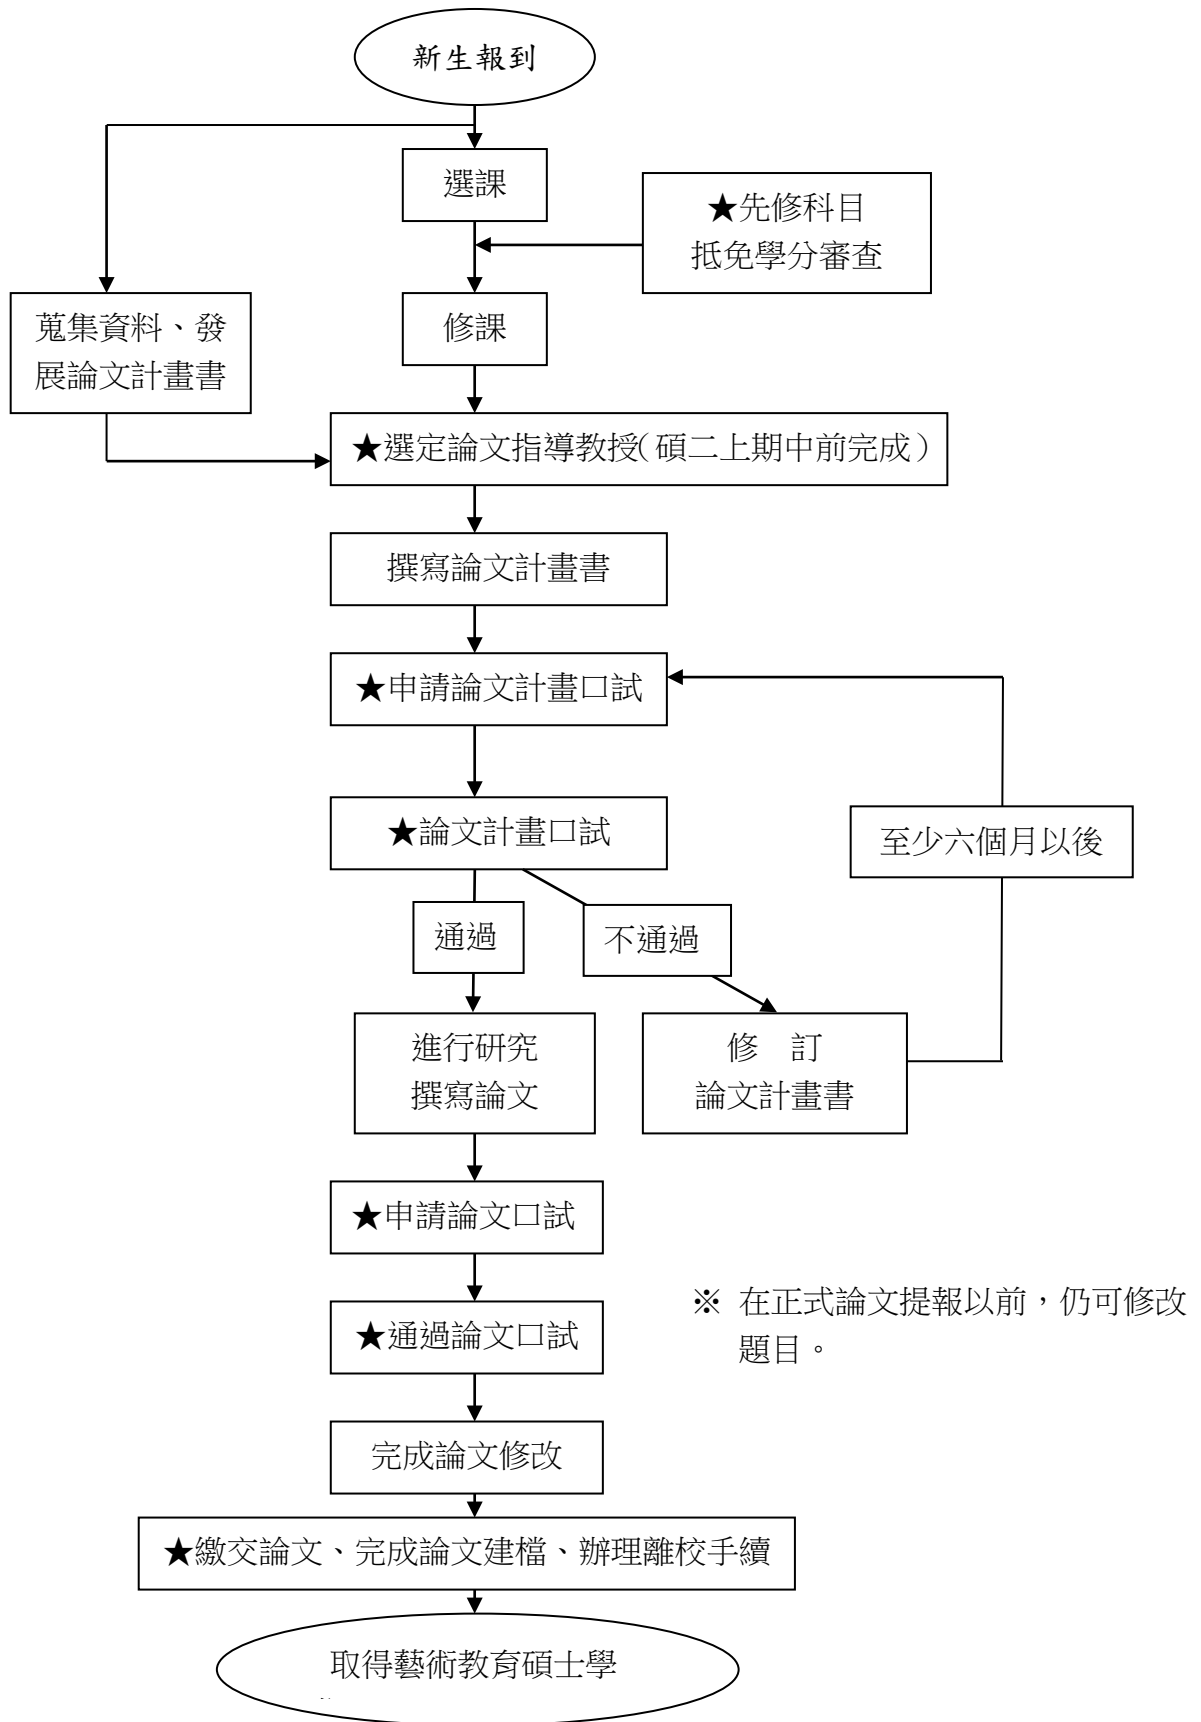 新生報到
選課
★先修科目
抵免學分審查
蒐集資料、發
展論文計畫書
修課
★選定論文指導教授(碩二上期中前完成)
撰寫論文計畫書
★申請論文計畫口試
★論文計畫口試
至少六個月以後
通過
不通過
進行研究
撰寫論文
修　訂
論文計畫書
★申請論文口試
※ 在正式論文提報以前，仍可修改
題目。
★通過論文口試
完成論文修改
★繳交論文、完成論文建檔、辦理離校手續
取得藝術教育碩士學